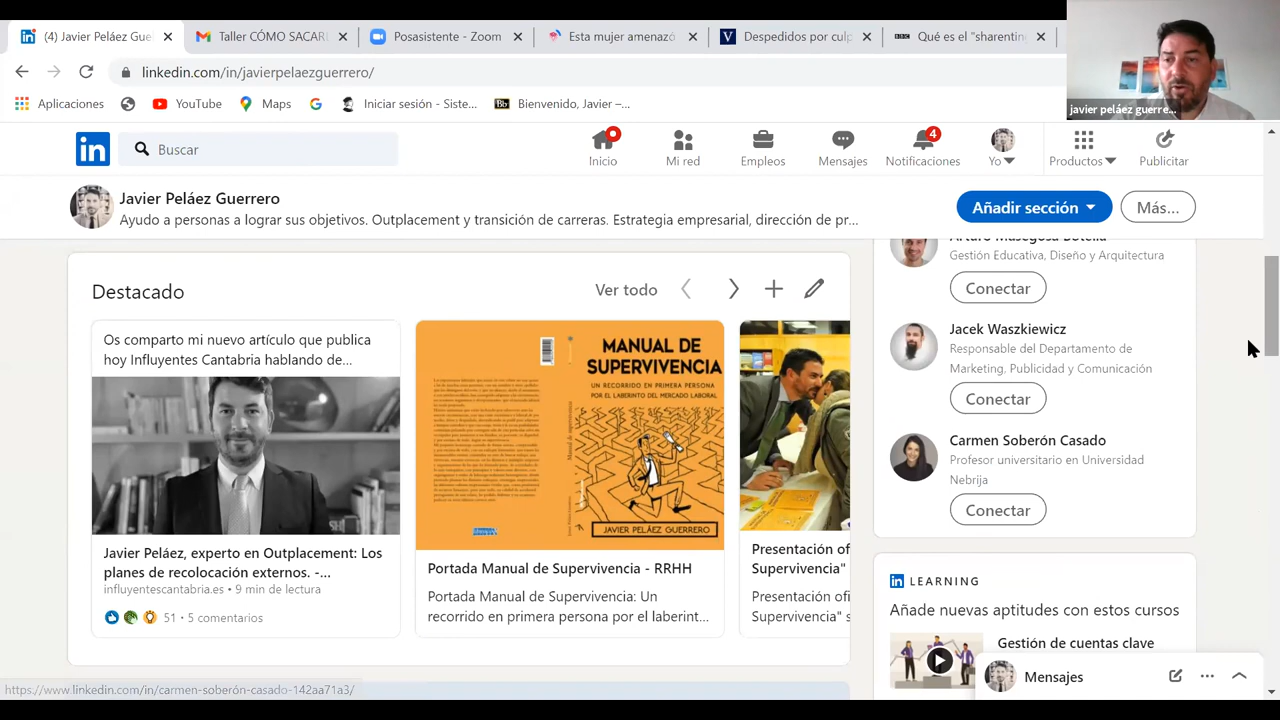 (4) Javier Peláez Gue
Taller CÓMO SACAR
Posasistente - Zoom
Esta mujer amenazó
Despedidos por culp
BBC
Qué es el "sharentin
linkedin.com/in/javierpelaezguerrero/
Aplicaciones
YouTube
Maps
Iniciar sesión - Siste...
Bienvenido, Javier –...
javier peláez guerre...
in
Buscar
Inicio
Mi red
Empleos
Mensajes
4
Notificaciones
Yo
Productos
Publicitar
Javier Peláez Guerrero
Ayudo a personas a lograr sus objetivos. Outplacement y transición de carreras. Estrategia empresarial, dirección de pr...
Añadir sección
Más...
Destacado
Ver todo
Os comparto mi nuevo artículo que publica
hoy Influyentes Cantabria hablando de...
Javier Peláez, experto en Outplacement: Los
planes de recolocación externos. -...
influyentescantabria.es • 9 min de lectura
51 • 5 comentarios
MANUAL DE
SUPERVIVENCIA
UN RECORRIDO EN PRIMERA PERSONA
POR EL LABERINTO DEL MERCADO LABORAL
JAVIER PELÁEZ GUERRERO
Portada Manual de Supervivencia - RRHH
Portada Manual de Supervivencia: Un
recorrido en primera persona por el laberint...
Presentación of
Supervivencia"
Presentación of
Supervivencia" s
Arturo Masegosa Botella
Gestión Educativa, Diseño y Arquitectura
Conectar
Jacek Waszkiewicz
Responsable del Departamento de
Marketing, Publicidad y Comunicación
Conectar
Carmen Soberón Casado
Profesor universitario en Universidad
Nebrija
Conectar
in LEARNING
Añade nuevas aptitudes con estos cursos
Gestión de cuentas clave
Mensajes
https://www.linkedin.com/in/carmen-soberón-casado-142aa71a3/